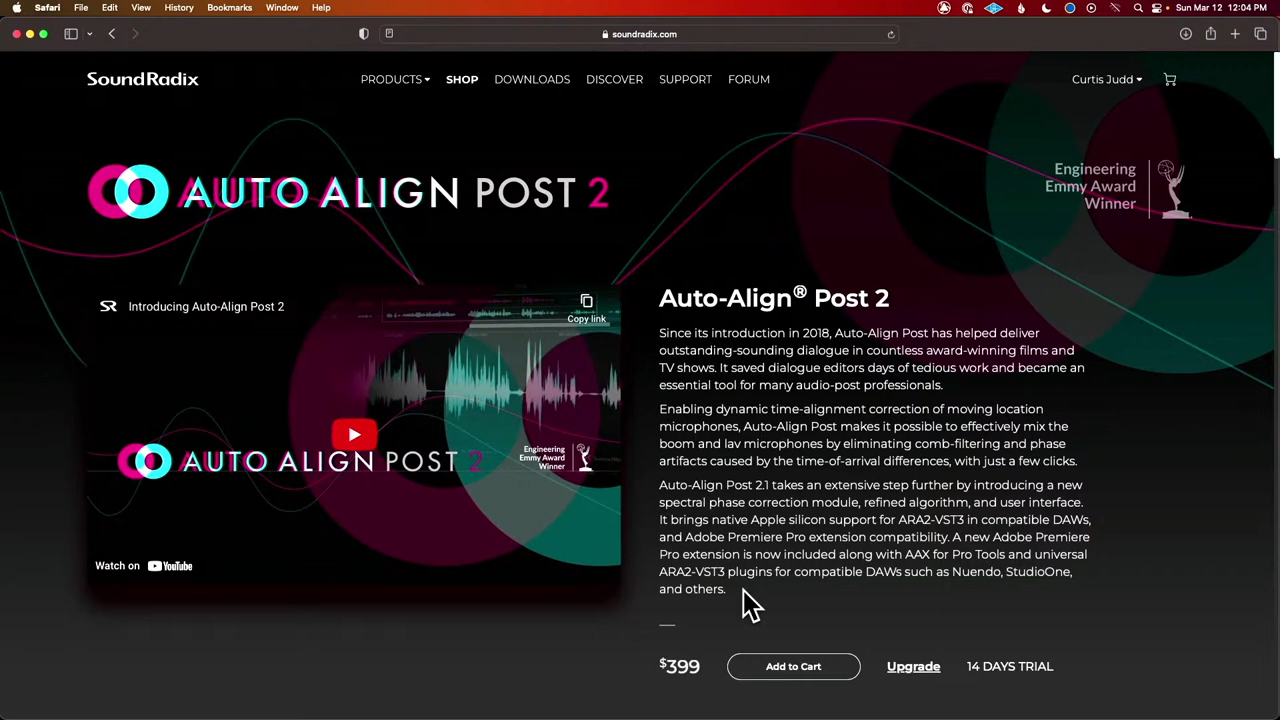 Safari File Edit View History Bookmarks Window Help Sun Mar 12 12:04 PM
soundradix.com
SoundRadix PRODUCTS SHOP DOWNLOADS DISCOVER SUPPORT FORUM Curtis Judd
AUTO ALIGN POST 2
Engineering
Emmy Award
Winner
SR Introducing Auto-Align Post 2
Copy link
AUTO ALIGN POST 2
Engineering
Emmy Award
Winner
Watch on YouTube
Auto-Align® Post 2
Since its introduction in 2018, Auto-Align Post has helped deliver
outstanding-sounding dialogue in countless award-winning films and
TV shows. It saved dialogue editors days of tedious work and became an
essential tool for many audio-post professionals.
Enabling dynamic time-alignment correction of moving location
microphones, Auto-Align Post makes it possible to effectively mix the
boom and lav microphones by eliminating comb-filtering and phase
artifacts caused by the time-of-arrival differences, with just a few clicks.
Auto-Align Post 2.1 takes an extensive step further by introducing a new
spectral phase correction module, refined algorithm, and user interface.
It brings native Apple silicon support for ARA2-VST3 in compatible DAWs,
and Adobe Premiere Pro extension compatibility. A new Adobe Premiere
Pro extension is now included along with AAX for Pro Tools and universal
ARA2-VST3 plugins for compatible DAWs such as Nuendo, StudioOne,
and others.
$399 Add to Cart Upgrade 14 DAYS TRIAL